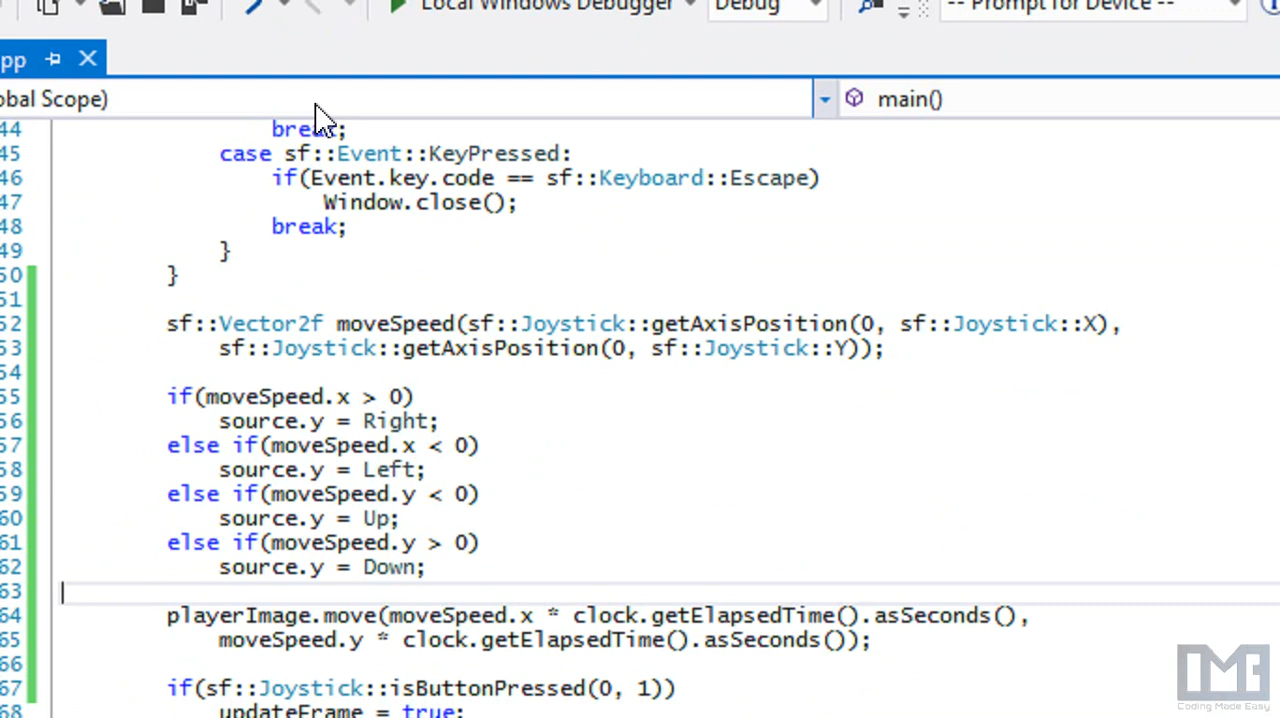 Local Windows Debugger Debug -- Prompt for Device --
pp
obal Scope) main()
44 break;
45 case sf::Event::KeyPressed:
46 if(Event.key.code == sf::Keyboard::Escape)
47 Window.close();
48 break;
49 }
50 }
51
52 sf::Vector2f moveSpeed(sf::Joystick::getAxisPosition(0, sf::Joystick::X),
53 sf::Joystick::getAxisPosition(0, sf::Joystick::Y));
54
55 if(moveSpeed.x > 0)
56 source.y = Right;
57 else if(moveSpeed.x < 0)
58 source.y = Left;
59 else if(moveSpeed.y < 0)
60 source.y = Up;
61 else if(moveSpeed.y > 0)
62 source.y = Down;
63
64 playerImage.move(moveSpeed.x * clock.getElapsedTime().asSeconds(),
65 moveSpeed.y * clock.getElapsedTime().asSeconds());
66
67 if(sf::Joystick::isButtonPressed(0, 1))
68 updateFrame = true;
CME
Coding Made Easy